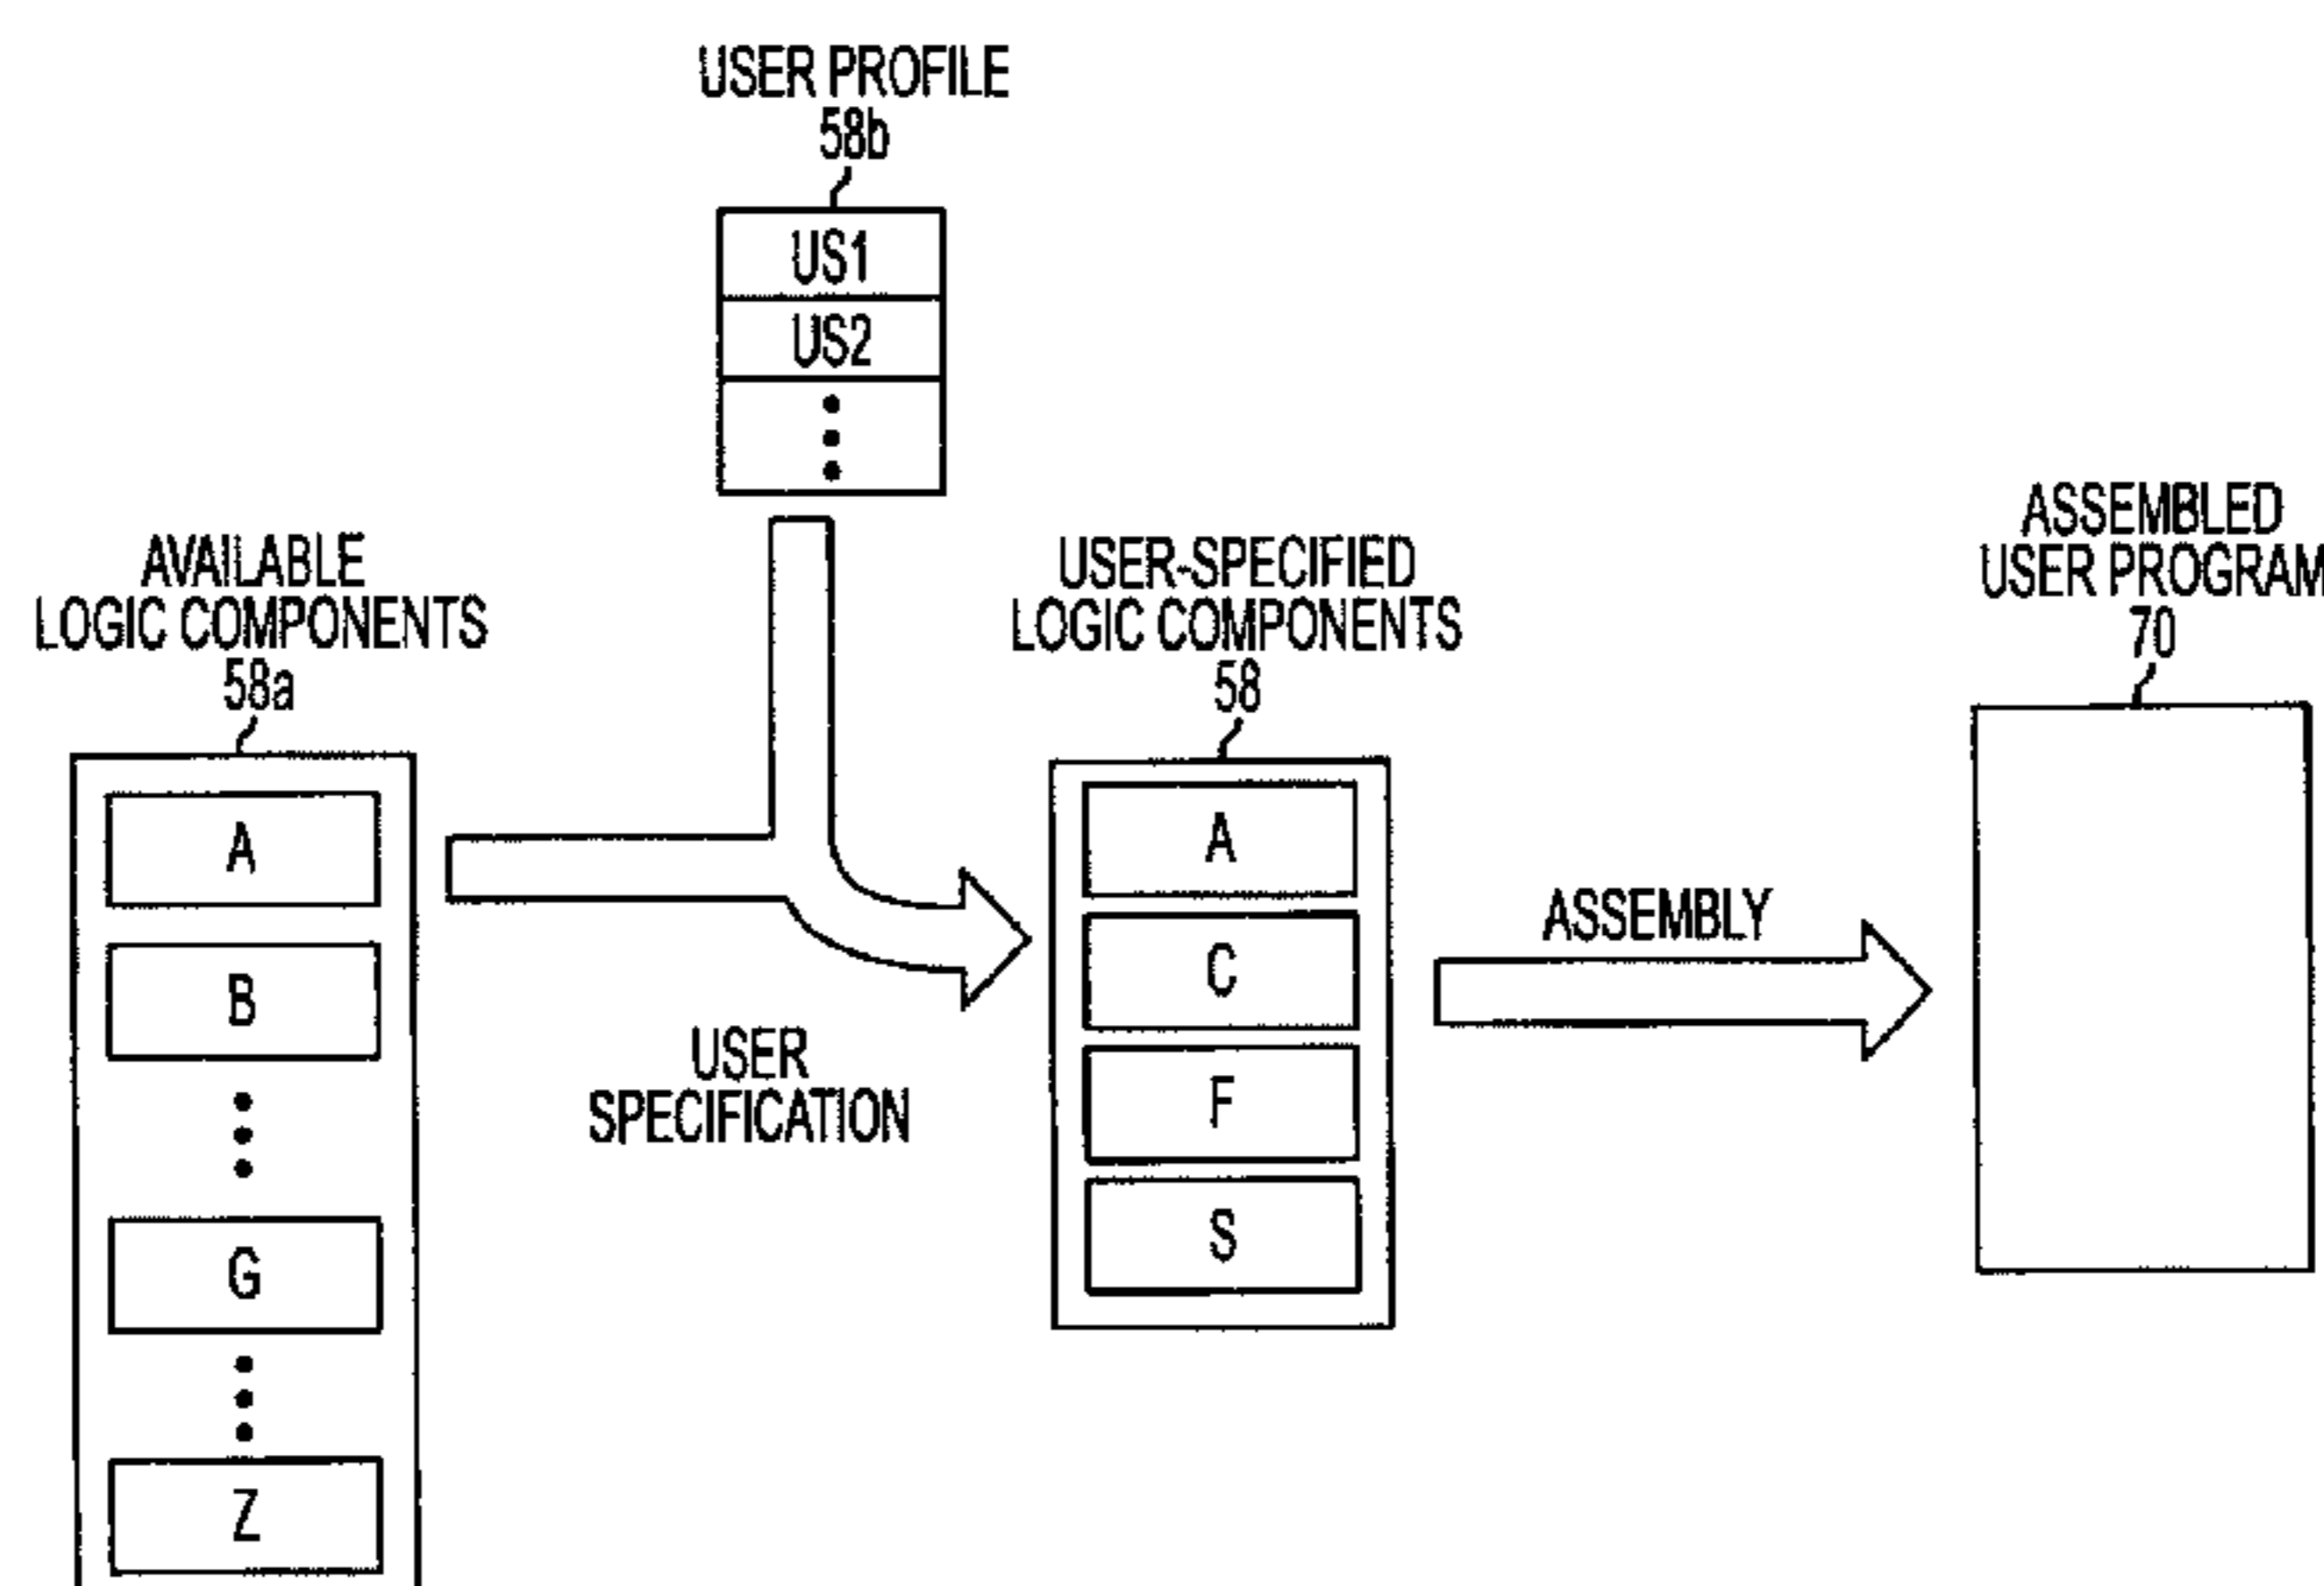 USER PROFILE
58b
US1
US2
AVAILABLE
LOGIC COMPONENTS
58a
A
B
G
Z
USER
SPECIFICATION
USER-SPECIFIED
LOGIC COMPONENTS
58
A
C
F
S
ASSEMBLY
ASSEMBLED
USER PROGRAM
70